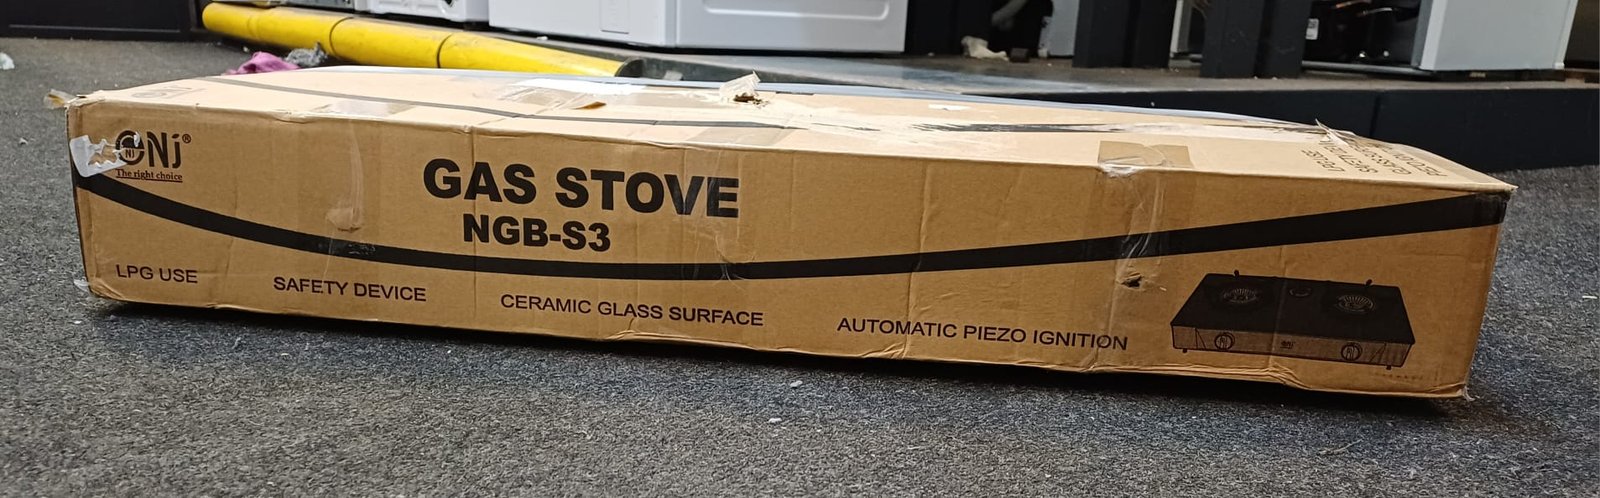 NJ®
The right choice
GAS STOVE
NGB-S3
LPG USE
SAFETY DEVICE
CERAMIC GLASS SURFACE
AUTOMATIC PIEZO IGNITION